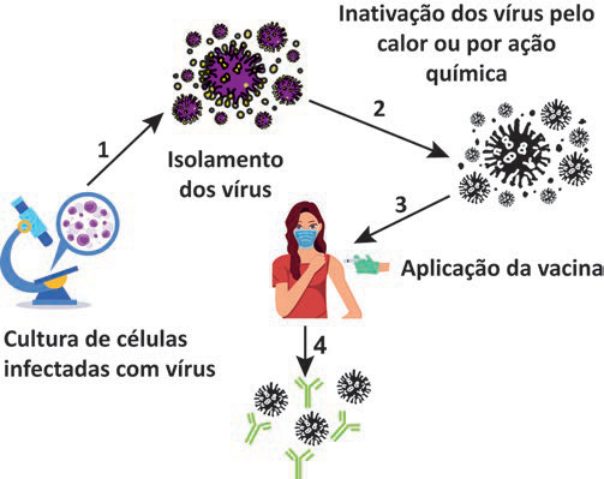 Inativação dos vírus pelo
calor ou por ação
química
2
1
Isolamento
dos vírus
3
Aplicação da vacina
Cultura de células
infectadas com vírus
4